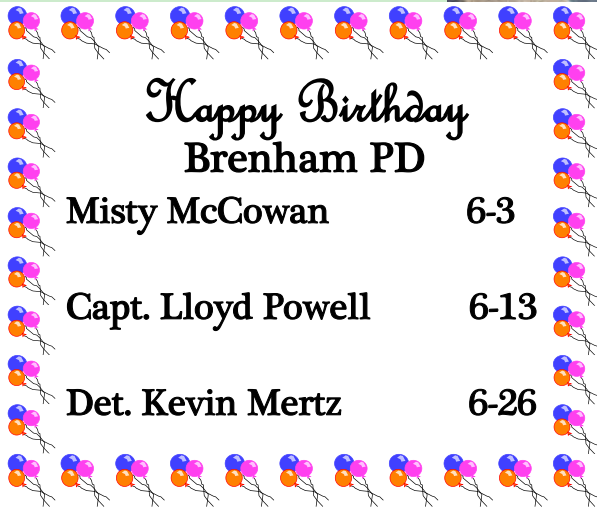 Happy Birthday
Brenham PD
Misty McCowan 6-3
Capt. Lloyd Powell 6-13
Det. Kevin Mertz 6-26